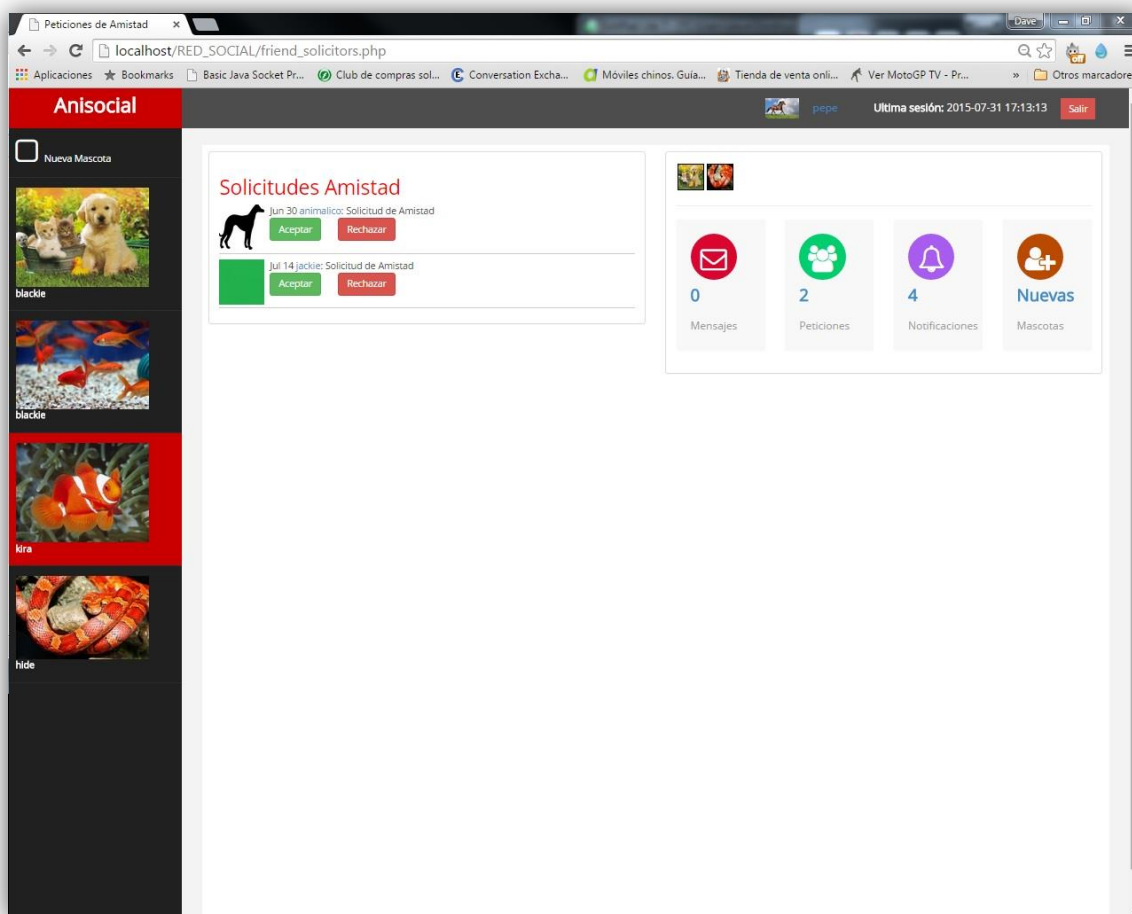 Peticiones de Amistad
Dave
localhost/RED_SOCIAL/friend_solicitors.php
off
Aplicaciones Bookmarks Basic Java Socket Pr... Club de compras sol... Conversation Excha... Móviles chinos. Guía... Tienda de venta onli... Ver MotoGP TV - Pr... » Otros marcadore
Anisocial
pepe Ultima sesión: 2015-07-31 17:13:13 Salir
Nueva Mascota
blackie
blackie
kira
hide
Solicitudes Amistad
Jun 30 animalico: Solicitud de Amistad
Aceptar Rechazar
Jul 14 jackie: Solicitud de Amistad
Aceptar Rechazar
0 2 4 Nuevas
Mensajes Peticiones Notificaciones Mascotas